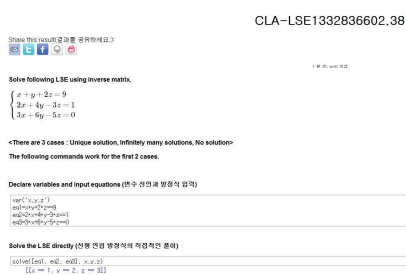 CLA-LSE1332836602.38
Share this result(결과를 공유하세요.):
Solve following LSE using inverse matrix.
x + y + 2z = 9
2x + 4y − 3z = 1
3x + 6y − 5z = 0
<There are 3 cases : Unique solution, Infinitely many solutions, No solution>
The following commands work for the first 2 cases.
Declare variables and input equations (변수 선언과 방정식 입력)
var('x,y,z')
eq1=x+y+2*z==9
eq2=2*x+4*y-3*z==1
eq3=3*x+6*y-5*z==0
Solve the LSE directly (선형 연립 방정식의 직접적인 풀이)
solve([eq1, eq2, eq3], x,y,z)
[[x == 1, y == 2, z == 3]]